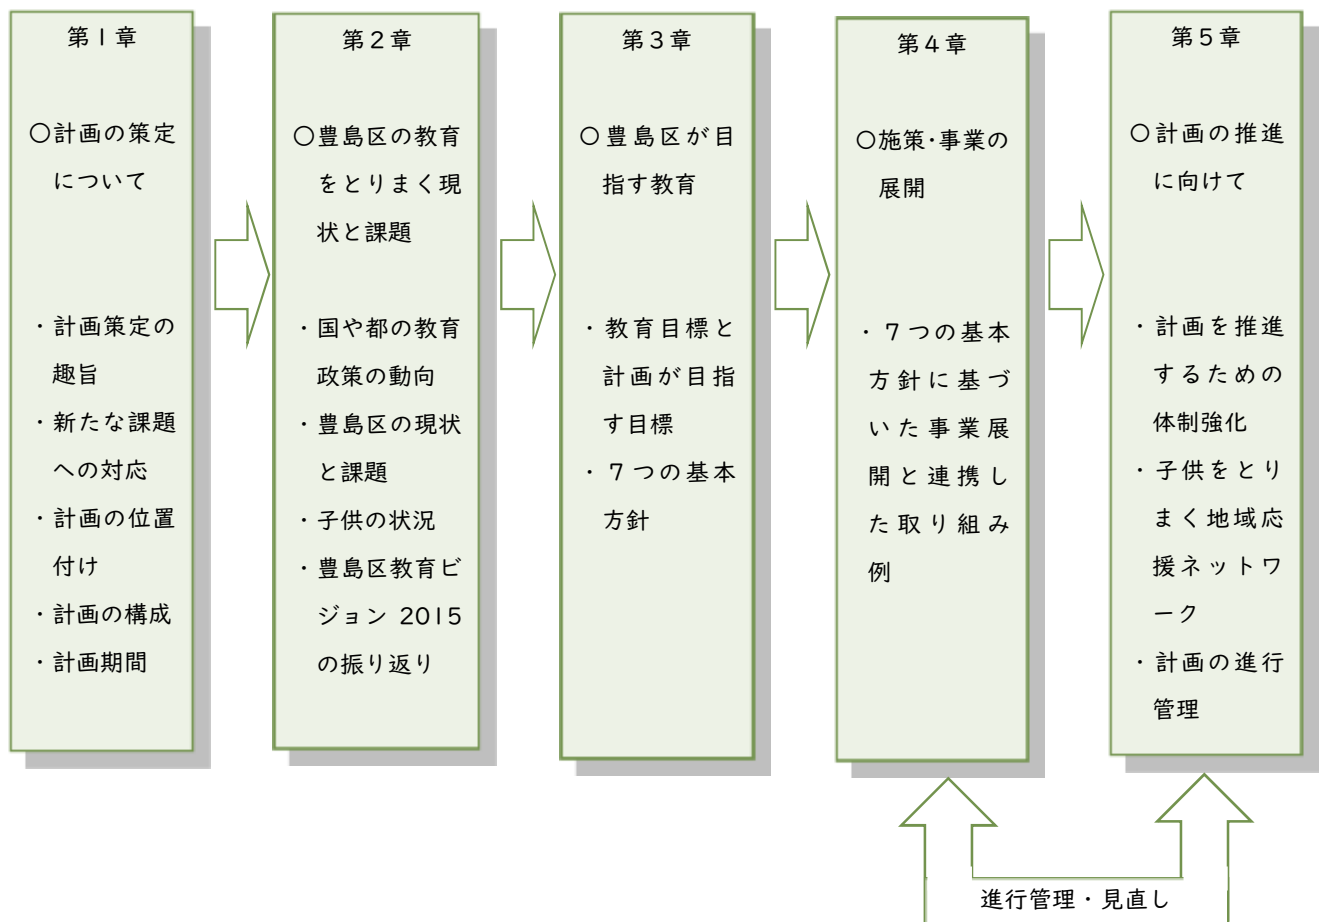 第1章
○計画の策定
について
・計画策定の
趣旨
・新たな課題
への対応
・計画の位置
付け
・計画の構成
・計画期間
第2章
○豊島区の教育
をとりまく現
状と課題
・国や都の教育
政策の動向
・豊島区の現状
と課題
・子供の状況
・豊島区教育ビ
ジョン 2015
の振り返り
第3章
○豊島区が目
指す教育
・教育目標と
計画が目指
す目標
・7つの基本
方針
第4章
○施策・事業の
展開
・7つの基本
方針に基づ
いた事業展
開と連携し
た取り組み
例
第5章
○計画の推進
に向けて
・計画を推進
するための
体制強化
・子供をとり
まく地域応
援ネットワ
ーク
・計画の進行
管理
進行管理・見直し